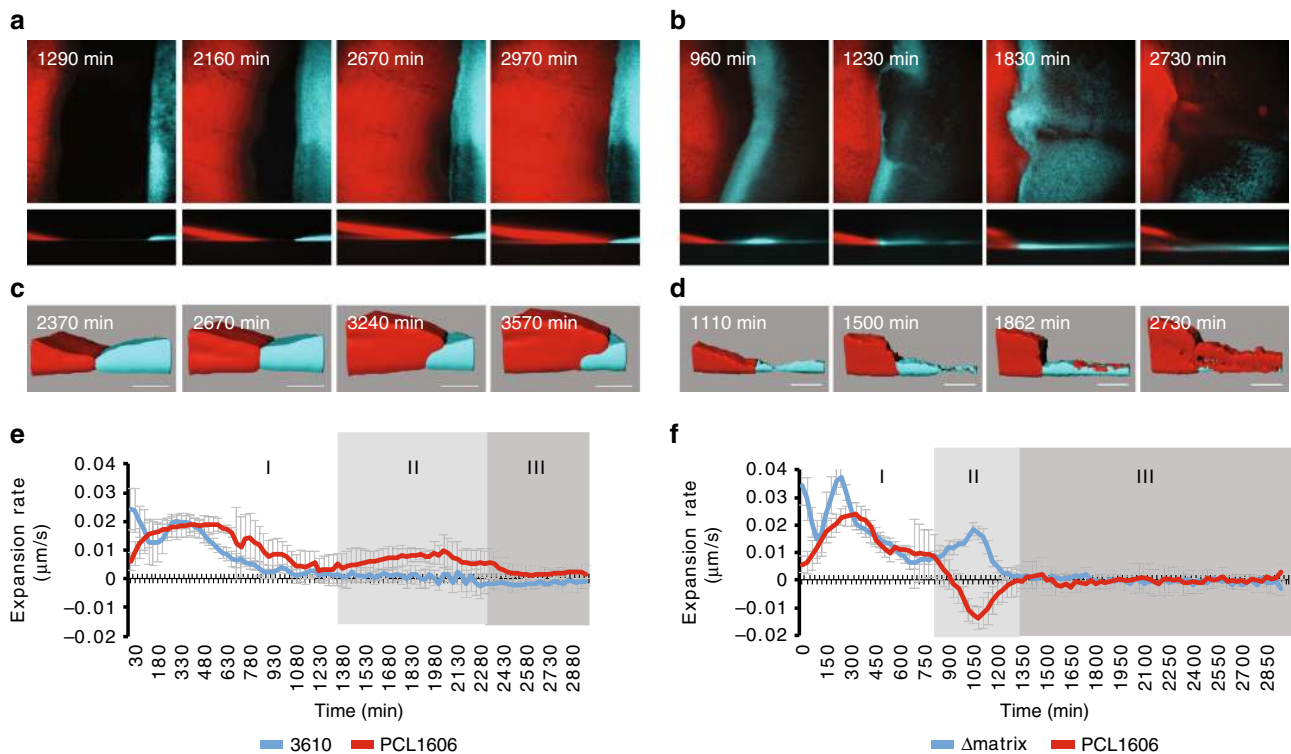 a
1290 min 2160 min 2670 min 2970 min
b
960 min 1230 min 1830 min 2730 min
c
2370 min 2670 min 3240 min 3570 min
d
1110 min 1500 min 1862 min 2730 min
e
Expansion rate
(µm/s)
0.04
0.03
0.02
0.01
0
−0.01
−0.02
I II III
30 180 330 480 630 780 930 1080 1230 1380 1530 1680 1830 1980 2130 2280 2430 2580 2730 2880
Time (min)
3610 PCL1606
f
Expansion rate
(µm/s)
0.04
0.03
0.02
0.01
0
−0.01
−0.02
I II III
0 150 300 450 600 750 900 1050 1200 1350 1500 1650 1800 1950 2100 2250 2400 2550 2700 2850
Time (min)
Δmatrix PCL1606